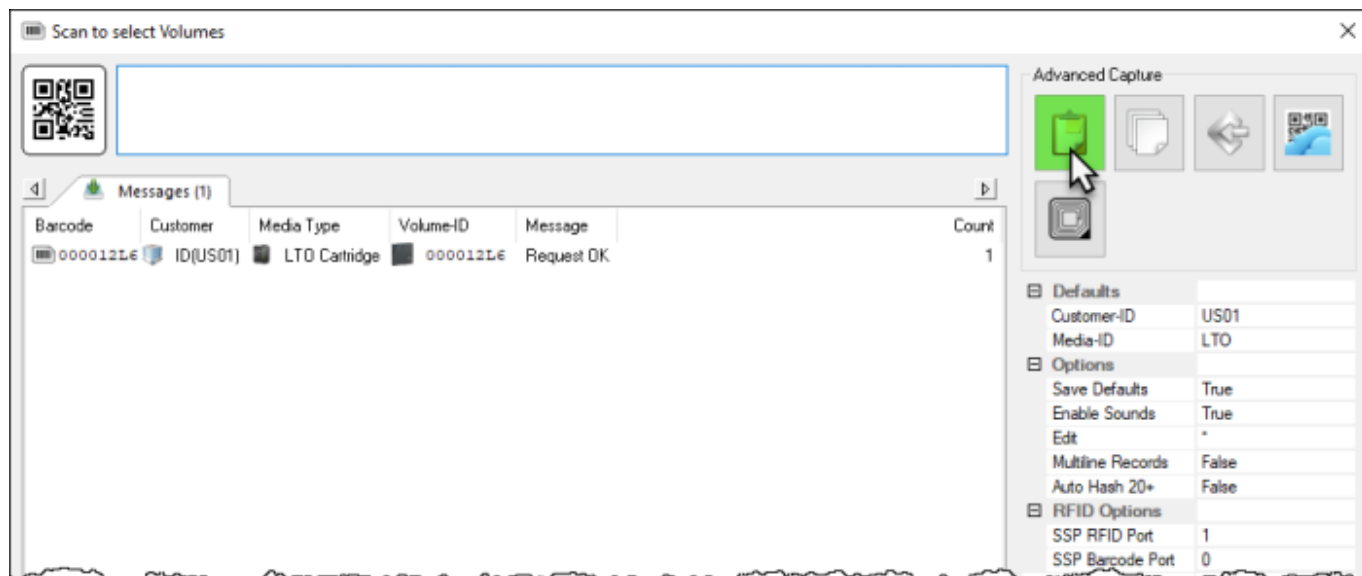 Scan to select Volumes
Advanced Capture
Messages (1)
Barcode Customer Media Type Volume-ID Message Count
000012L6 ID(US01) LTO Cartridge 000012L6 Request OK 1
Defaults
Customer-ID US01
Media-ID LTO
Options
Save Defaults True
Enable Sounds True
Edit *
Multiline Records False
Auto Hash 20+ False
RFID Options
SSP RFID Port 1
SSP Barcode Port 0